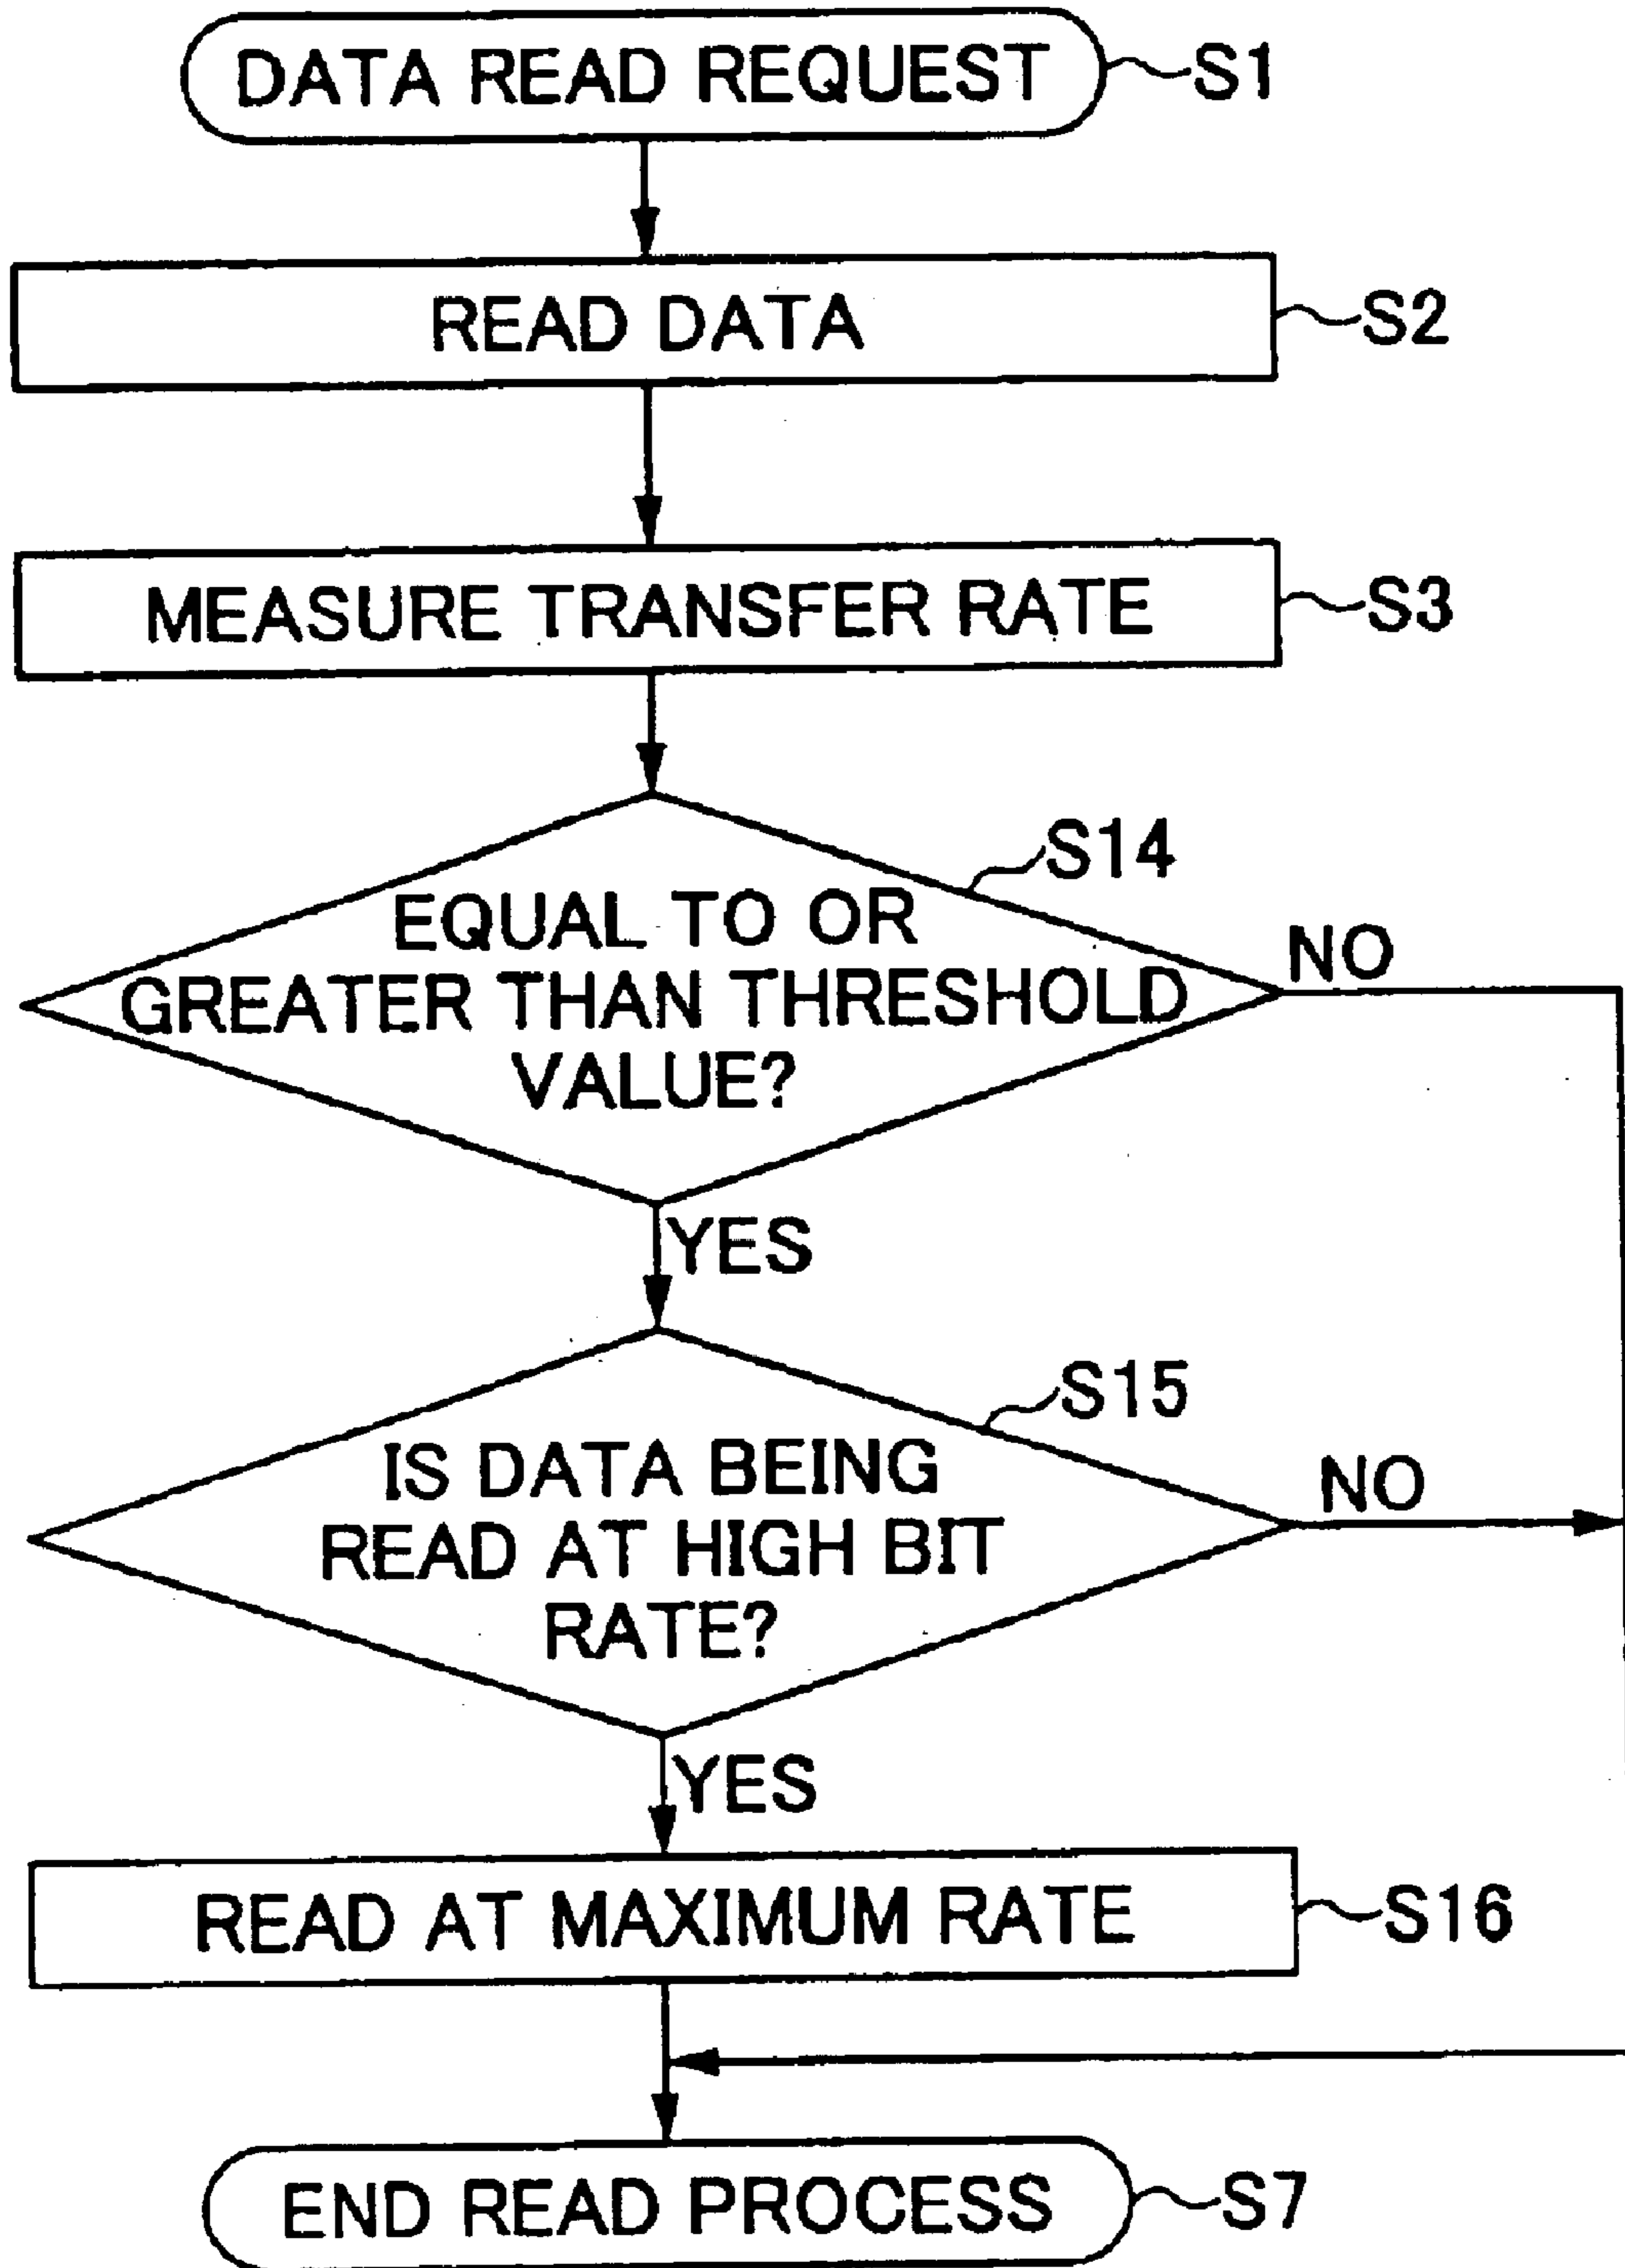 DATA READ REQUEST
S1
READ DATA
S2
MEASURE TRANSFER RATE
S3
S14
EQUAL TO OR
GREATER THAN THRESHOLD
VALUE?
NO
YES
S15
IS DATA BEING
READ AT HIGH BIT
RATE?
NO
YES
READ AT MAXIMUM RATE
S16
END READ PROCESS
S7